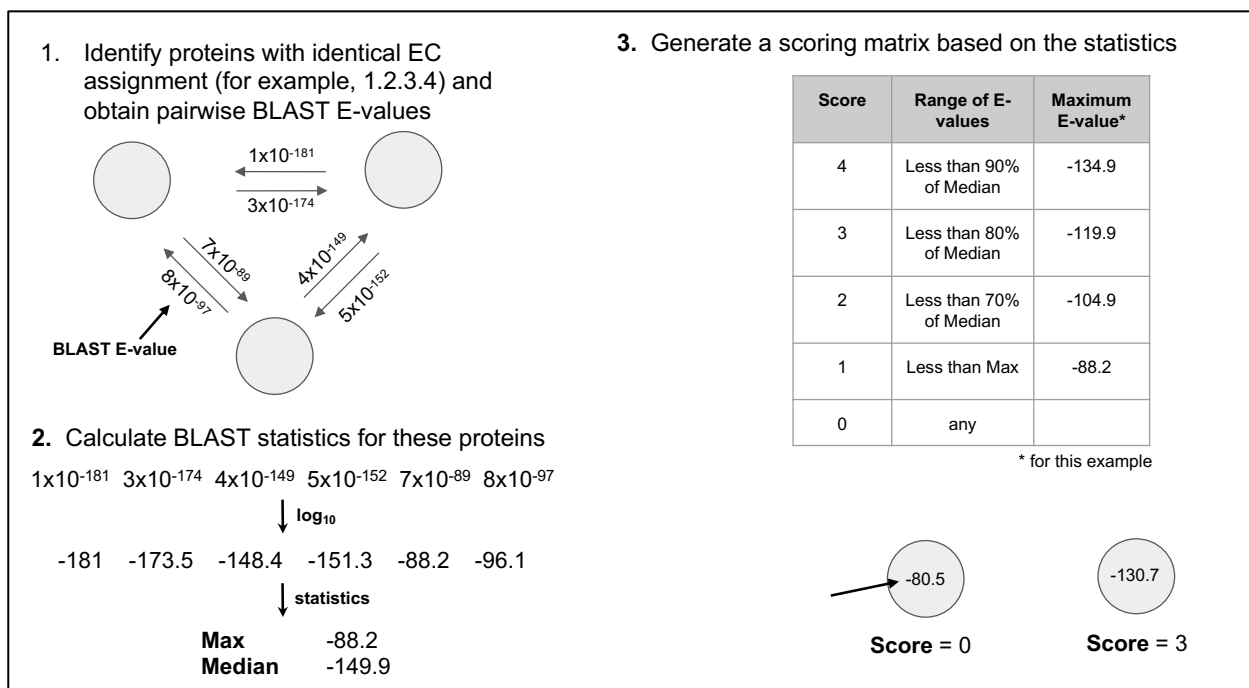 1. Identify proteins with identical EC
assignment (for example, 1.2.3.4) and
obtain pairwise BLAST E-values
1x10-181
3x10-174
7x10-89
8x10-97
4x10-149
5x10-152
BLAST E-value
2. Calculate BLAST statistics for these proteins
1x10-181 3x10-174 4x10-149 5x10-152 7x10-89 8x10-97
log10
-181 -173.5 -148.4 -151.3 -88.2 -96.1
statistics
Max -88.2
Median -149.9
3. Generate a scoring matrix based on the statistics
Score Range of E- Maximum
values E-value*
4 Less than 90% -134.9
of Median
3 Less than 80% -119.9
of Median
2 Less than 70% -104.9
of Median
1 Less than Max -88.2
0 any
* for this example
-80.5 -130.7
Score = 0 Score = 3